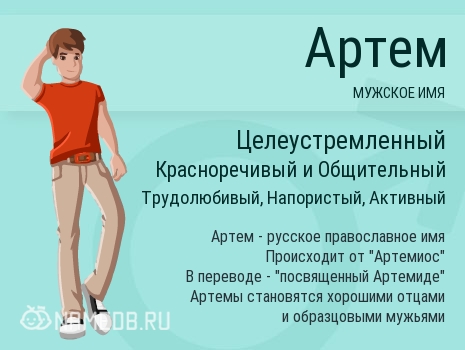 Артем
МУЖСКОЕ ИМЯ
Целеустремленный
Красноречивый и Общительный
Трудолюбивый, Напористый, Активный
Артем - русское православное имя
Происходит от "Артемиос"
В переводе - "посвященный Артемиде"
Артемы становятся хорошими отцами
и образцовыми мужьями
NAMEDB.RU